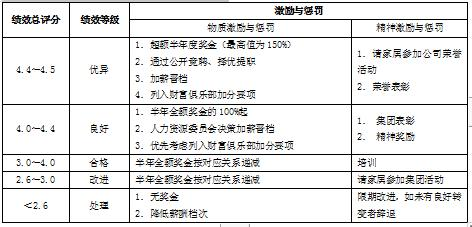 绩效总评分 绩效等级 激励与惩罚
物质激励与惩罚 精神激励与惩罚
4.4～4.5 优异
1. 超额半年度奖金（最高值为150%）
2. 通过公开竞聘、择优提职
3. 加薪晋档
4. 列入财富俱乐部加分要项
1. 请家属参加公司荣誉
活动
2. 荣誉表彰
4.0～4.4 良好
1. 半年全额奖金的100%起
2. 人力资源委员会决策加薪晋档
3. 优先考虑列入财富俱乐部加分要项
1. 集团表彰
2. 精神奖励
3.0～4.0 合格 半年全额奖金按对应关系递减 培训
2.6～3.0 改进 半年全额奖金按对应关系递减 请家属参加集团活动
＜2.6 处理
1. 无奖金
2. 降低薪酬档次
限期改进，如未有良好转
变者辞退